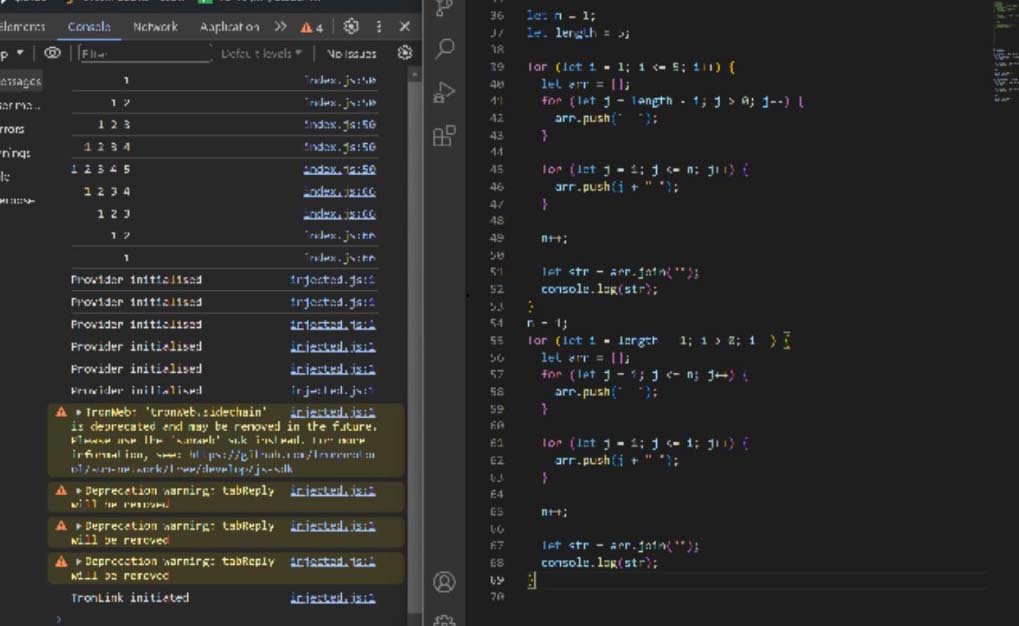 Elements Console Network Application 4
Filter Default levels No Issues
1 index.js:50
1 2 index.js:50
1 2 3 index.js:50
1 2 3 4 index.js:50
1 2 3 4 5 index.js:50
1 2 3 4 index.js:66
1 2 3 index.js:66
1 2 index.js:66
1 index.js:66
Provider initialised injected.js:1
Provider initialised injected.js:1
Provider initialised injected.js:1
Provider initialised injected.js:1
Provider initialised injected.js:1
Provider initialised injected.js:1
TronWeb: 'tronWeb.sidechain' injected.js:1
is deprecated and may be removed in the future.
Please use the 'sunweb' sdk instead. For more
information, see: https://github.com/tronproto
ol/sun-network/tree/develop/js-sdk
Deprecation warning: tabReply injected.js:1
will be removed
Deprecation warning: tabReply injected.js:1
will be removed
Deprecation warning: tabReply injected.js:1
will be removed
TronLink initiated injected.js:1
36 let n = 1;
37 let length = 5;
38
39 for (let i = 1; i <= 5; i++) {
40 let arr = [];
41 for (let j = length - i; j > 0; j--) {
42 arr.push(" ");
43 }
44
45 for (let j = 1; j <= n; j++) {
46 arr.push(j + " ");
47 }
48
49 n++;
50
51 let str = arr.join("");
52 console.log(str);
53 }
54 n = 1;
55 for (let i = length - 1; i > 0; i--) {
56 let arr = [];
57 for (let j = 1; j <= n; j++) {
58 arr.push(" ");
59 }
60
61 for (let j = 1; j <= i; j++) {
62 arr.push(j + " ");
63 }
64
65 n++;
66
67 let str = arr.join("");
68 console.log(str);
69 }
70